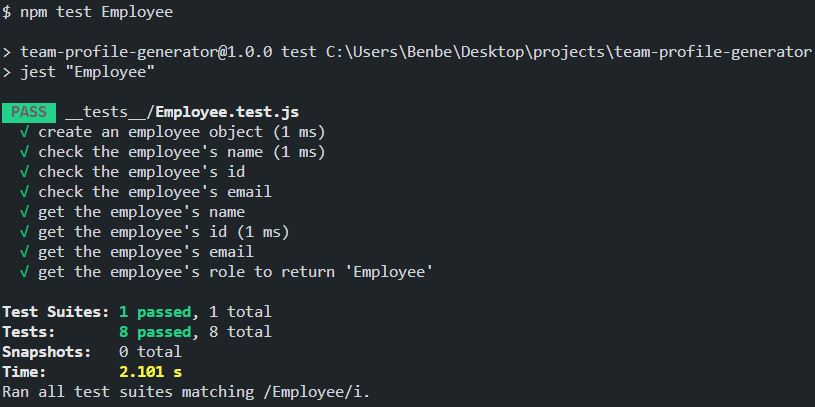 $ npm test Employee
> team-profile-generator@1.0.0 test C:\Users\Benbe\Desktop\projects\team-profile-generator
> jest "Employee"
PASS __tests__/Employee.test.js
√ create an employee object (1 ms)
√ check the employee's name (1 ms)
√ check the employee's id
√ check the employee's email
√ get the employee's name
√ get the employee's id (1 ms)
√ get the employee's email
√ get the employee's role to return 'Employee'
Test Suites: 1 passed, 1 total
Tests: 8 passed, 8 total
Snapshots: 0 total
Time: 2.101 s
Ran all test suites matching /Employee/i.